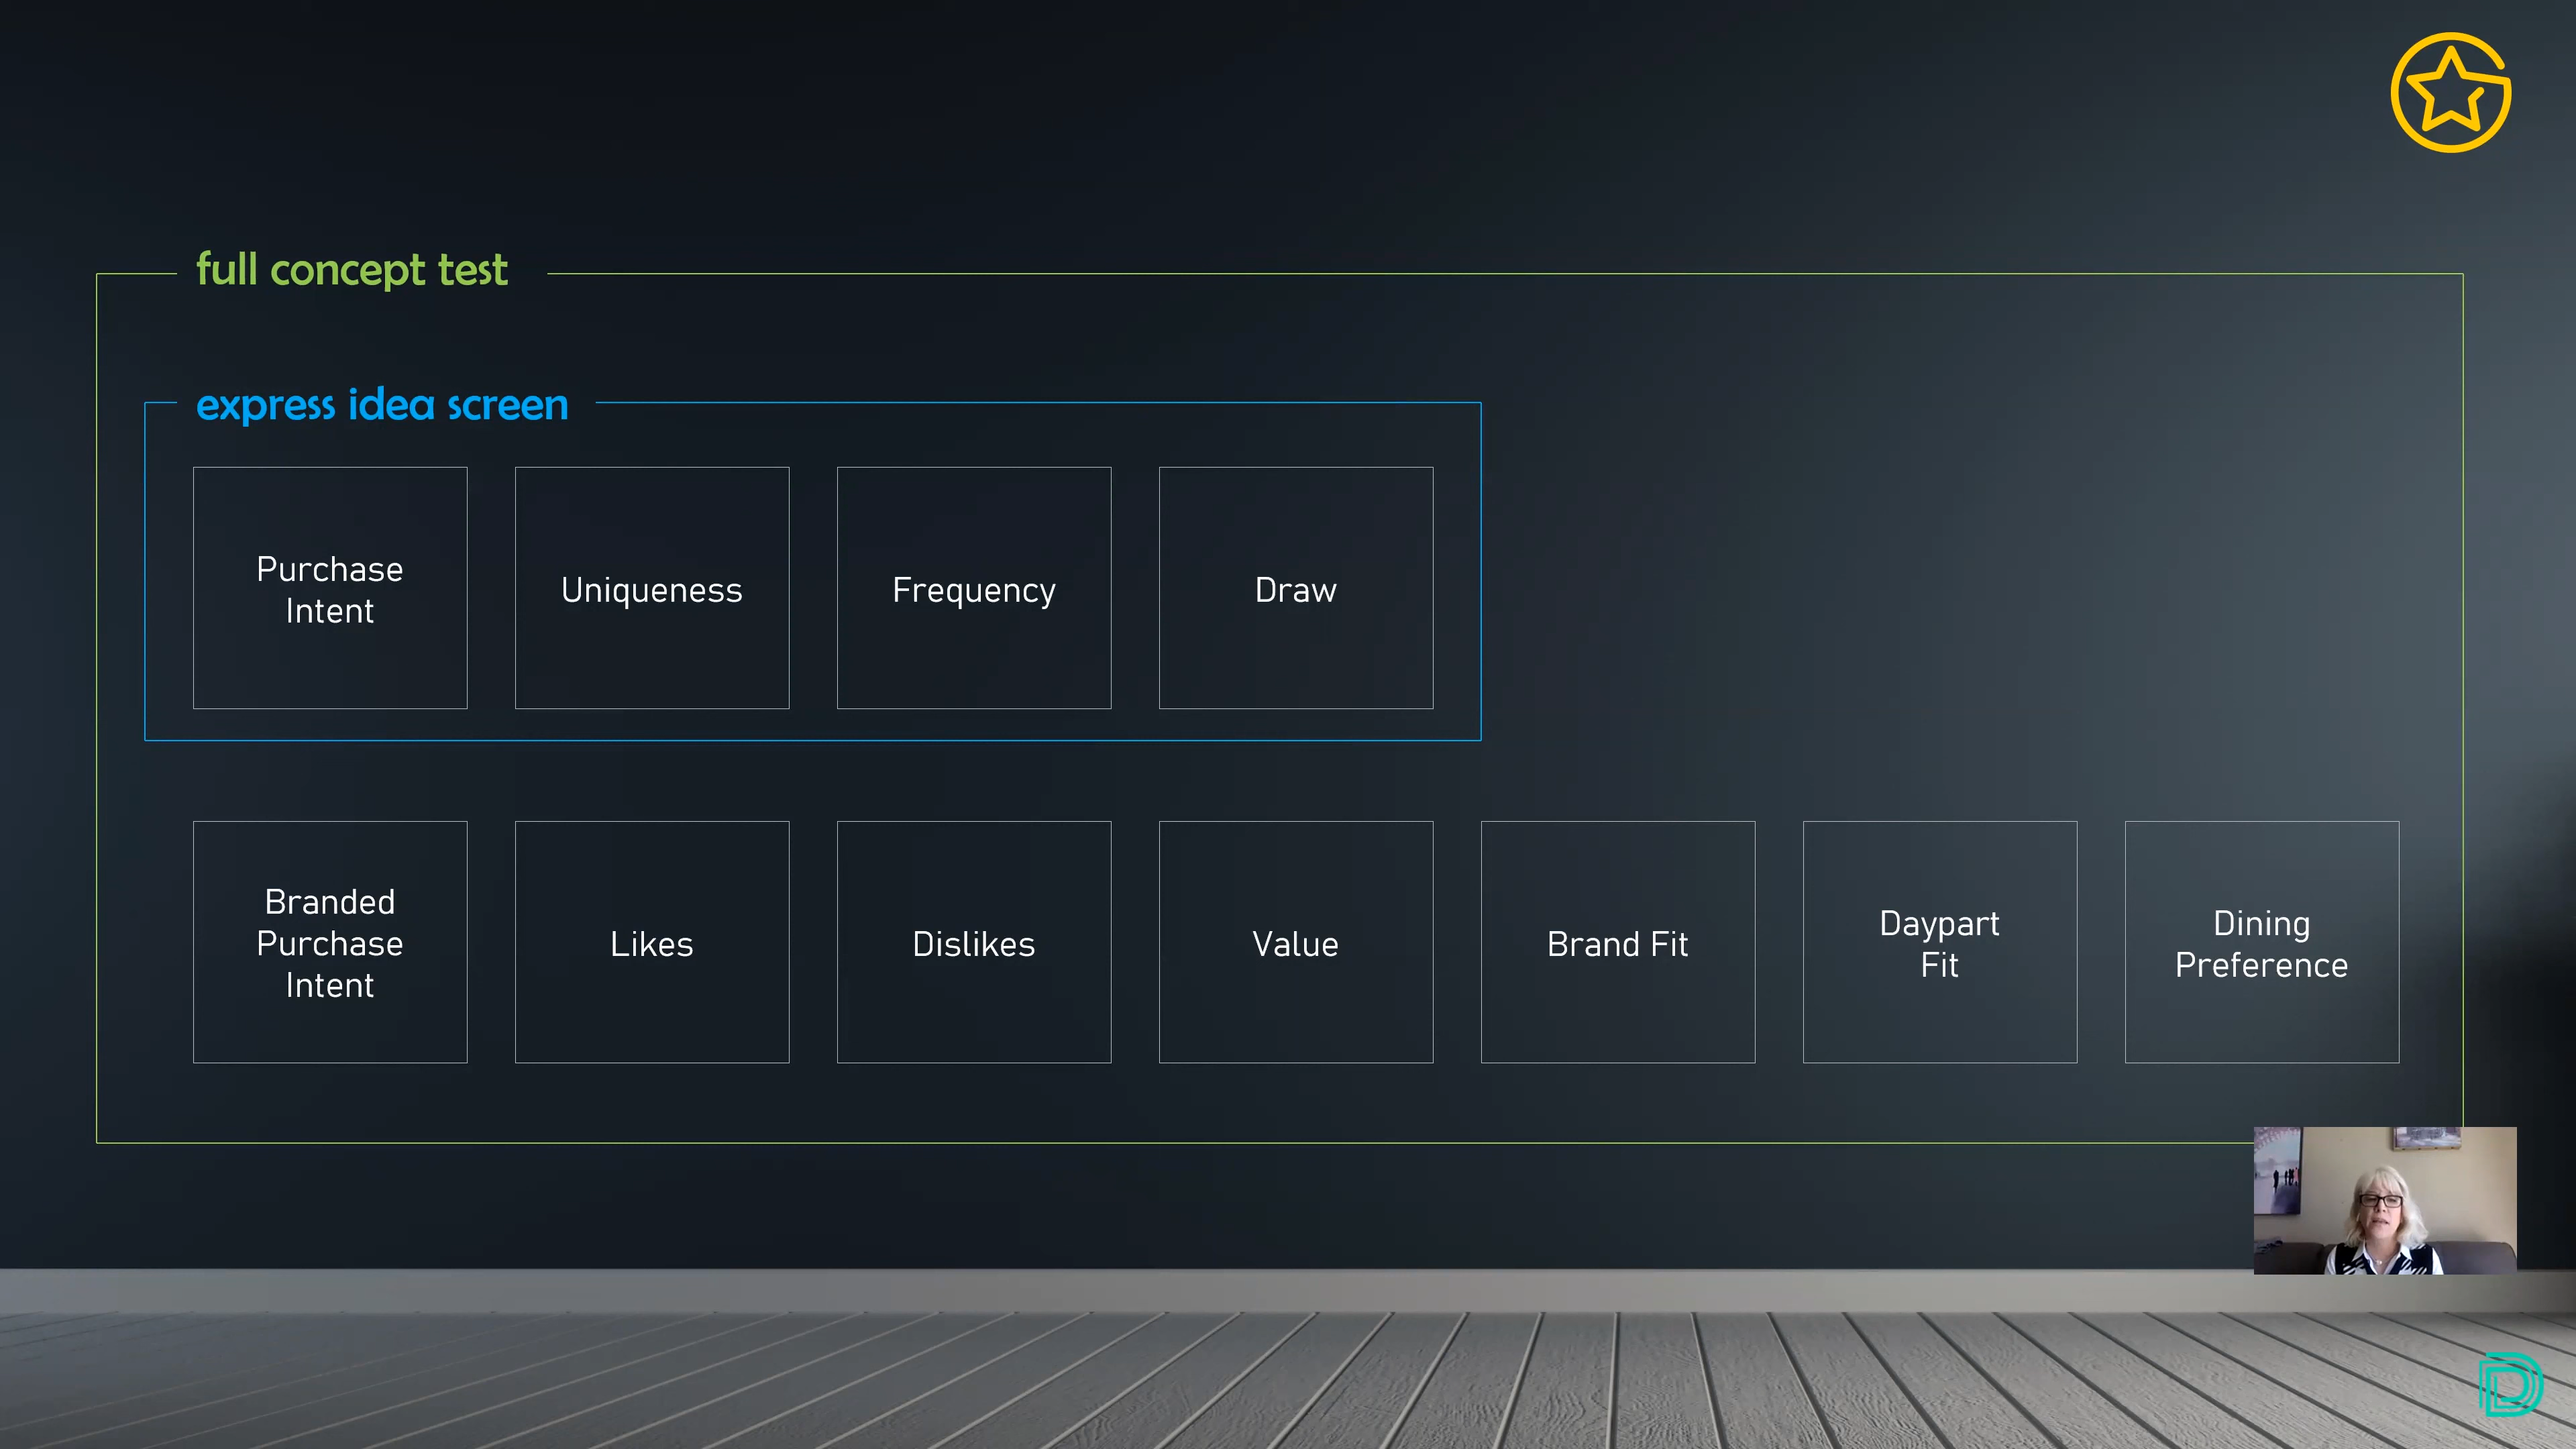 full concept test
express idea screen
Purchase
Intent
Uniqueness
Frequency
Draw
Branded
Purchase
Intent
Likes
Dislikes
Value
Brand Fit
Daypart
Fit
Dining
Preference